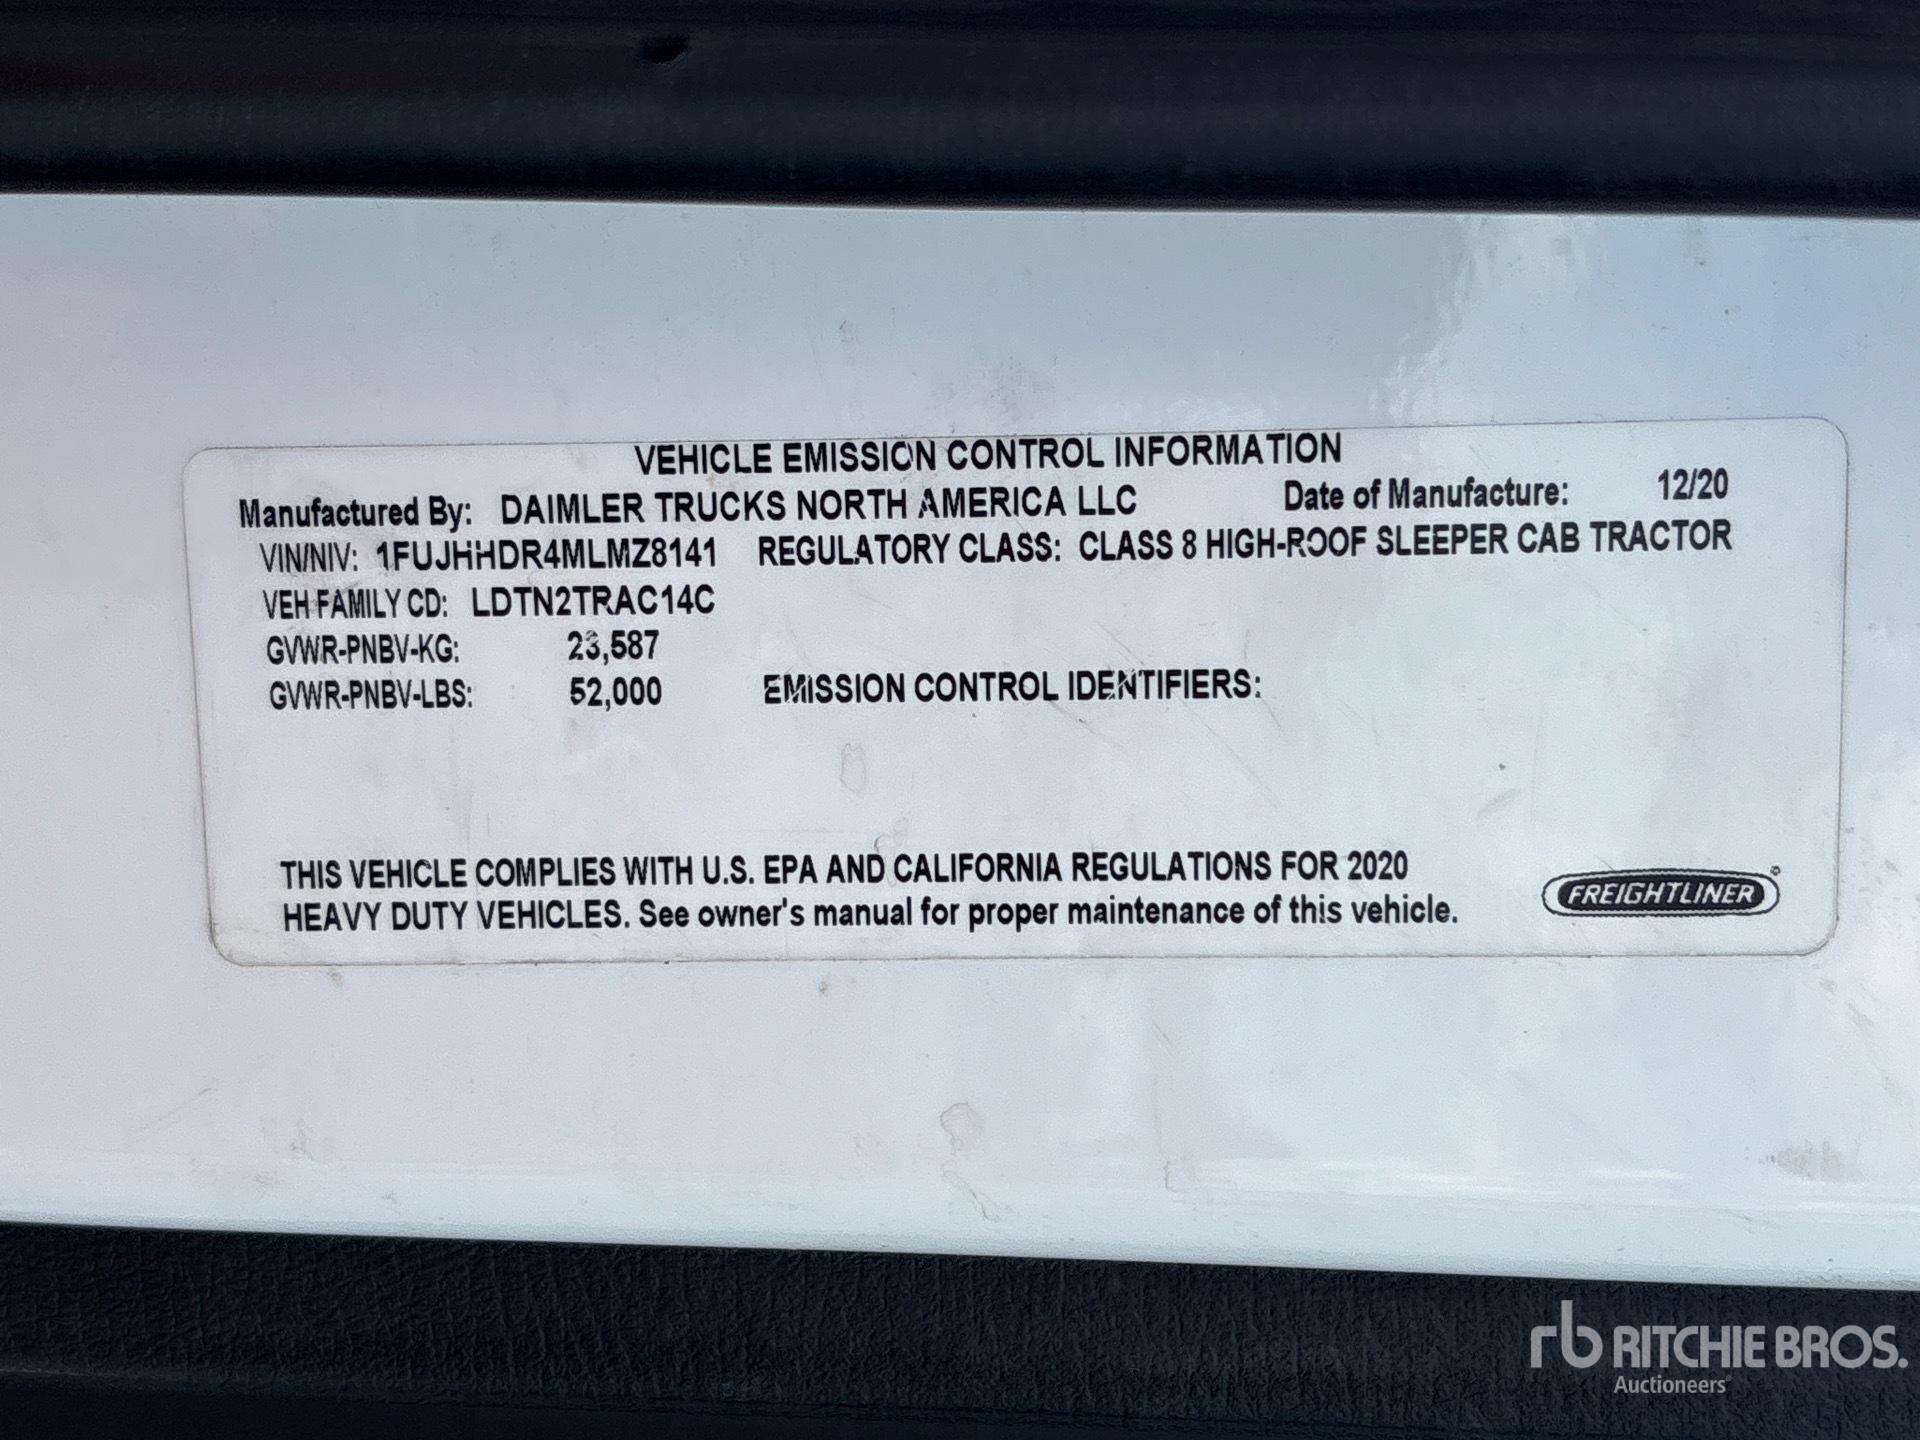 VEHICLE EMISSION CONTROL INFORMATION
Manufactured By: DAIMLER TRUCKS NORTH AMERICA LLC Date of Manufacture: 12/20
VIN/NIV: 1FUJHHDR4MLMZ8141 REGULATORY CLASS: CLASS 8 HIGH-ROOF SLEEPER CAB TRACTOR
VEH FAMILY CD: LDTN2TRAC14C
GVWR-PNBV-KG: 23,587
GVWR-PNBV-LBS: 52,000 EMISSION CONTROL IDENTIFIERS:
THIS VEHICLE COMPLIES WITH U.S. EPA AND CALIFORNIA REGULATIONS FOR 2020
HEAVY DUTY VEHICLES. See owner's manual for proper maintenance of this vehicle.
FREIGHTLINER®
rb RITCHIE BROS.
Auctioneers